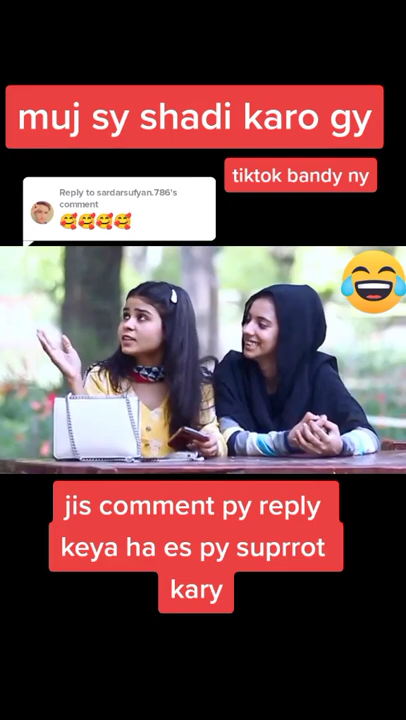 muj sy shadi karo gy
tiktok bandy ny
Reply to sardarsufyan.786's
comment
🥰🥰🥰🥰
jis comment py reply
keya ha es py suprrot
kary